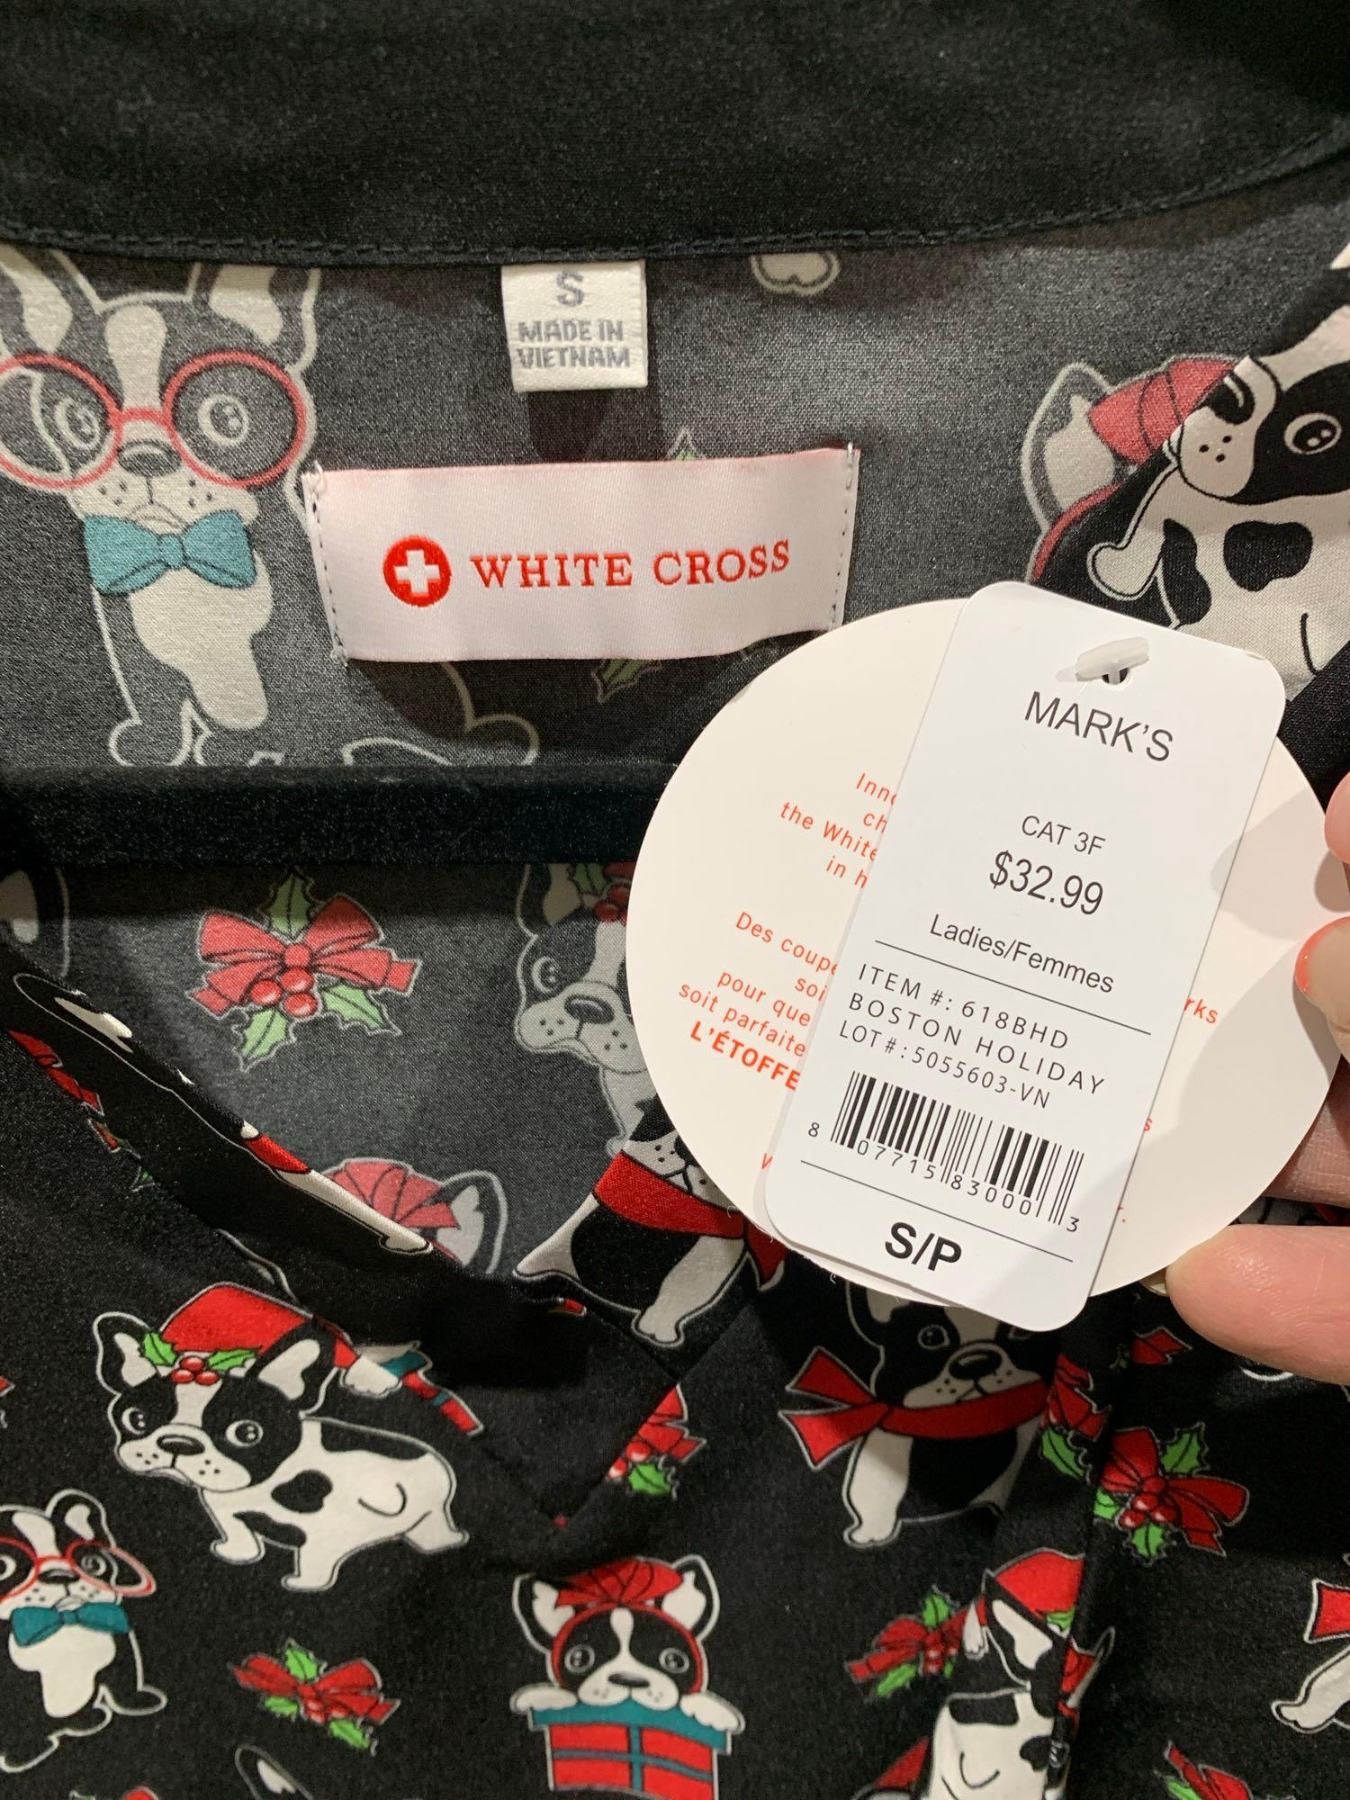 S
MADE IN
VIETNAM
WHITE CROSS
MARK'S
CAT 3F
$32.99
Ladies/Femmes
ITEM #: 618BHD
BOSTON HOLIDAY
LOT#:5055603-VN
8 07715 83000 3
S/P
the White
in
Des
pour que
soit parfaite
L'ÉTOFFE